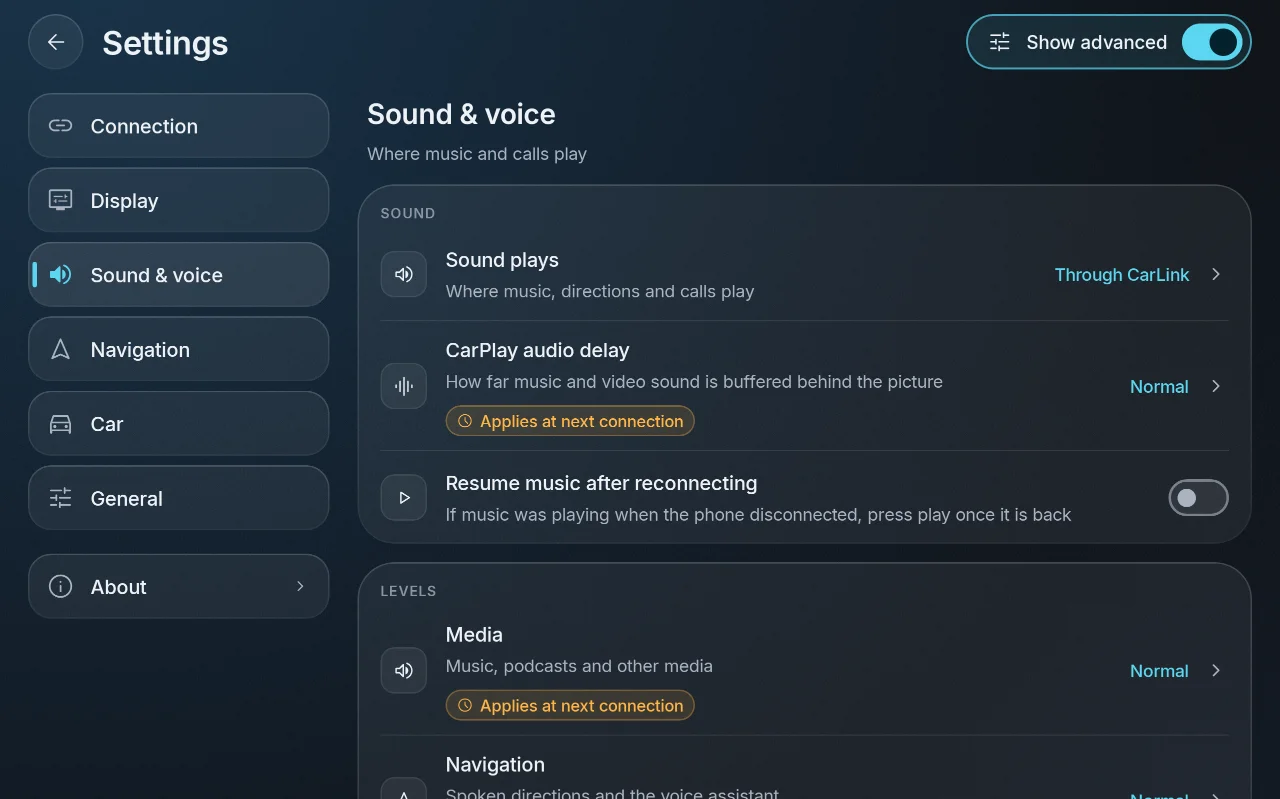 Settings
Show advanced
Connection
Display
Sound & voice
Navigation
Car
General
About
Sound & voice
Where music and calls play
SOUND
Sound plays
Where music, directions and calls play
Through CarLink
CarPlay audio delay
How far music and video sound is buffered behind the picture
Applies at next connection
Normal
Resume music after reconnecting
If music was playing when the phone disconnected, press play once it is back
LEVELS
Media
Music, podcasts and other media
Applies at next connection
Normal
Navigation
Spoken directions and the voice assistant
Normal